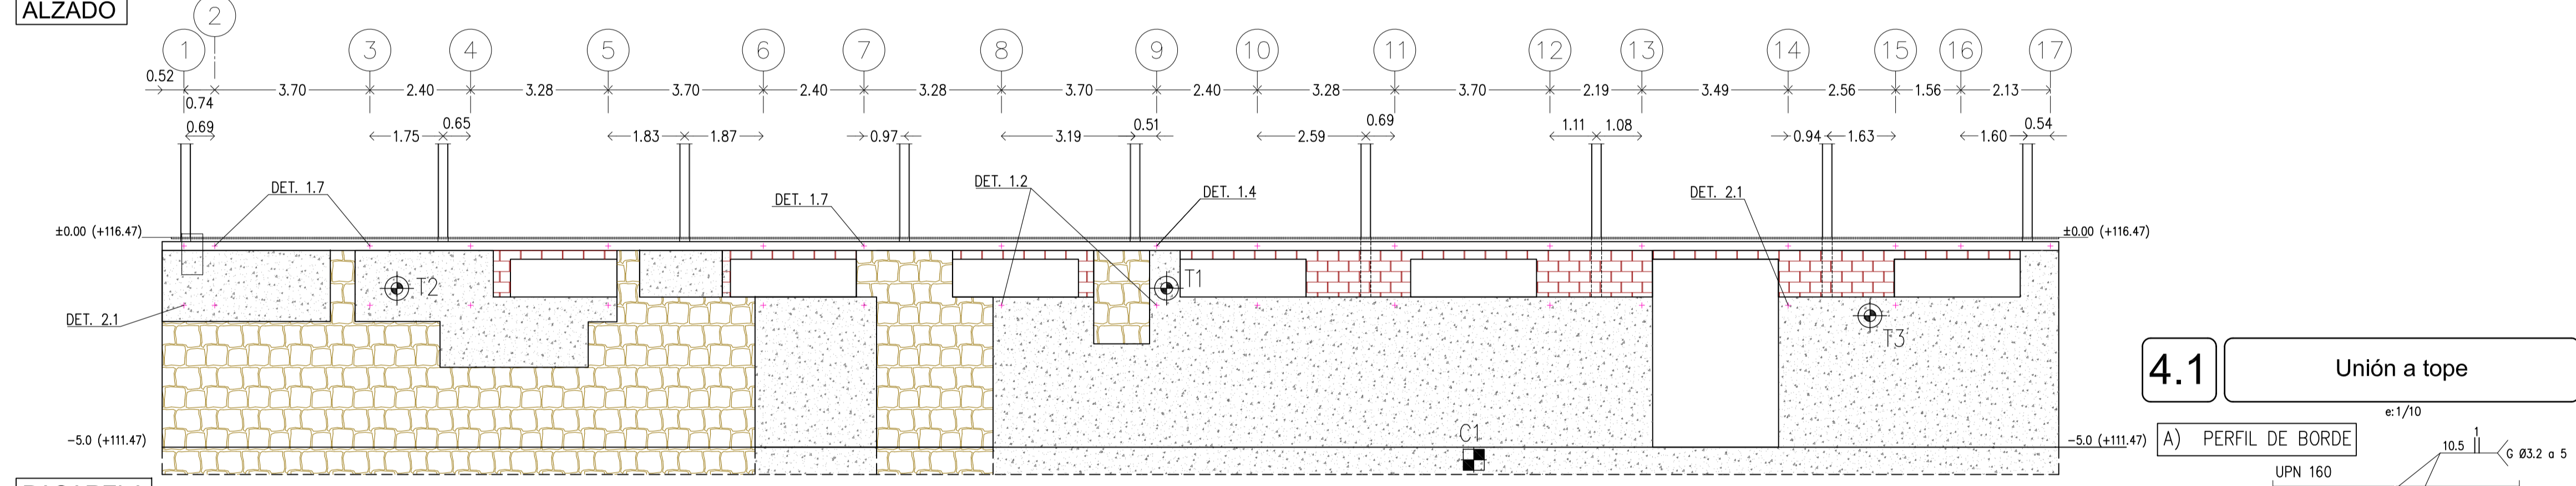 ALZADO
1 2 3 4 5 6 7 8 9 10 11 12 13 14 15 16 17
0.52 0.74 3.70 2.40 3.28 3.70 2.40 3.28 3.70 2.40 3.28 3.70 2.19 3.49 2.56 1.56 2.13
0.69 1.75 0.65 1.83 1.87 0.97 3.19 0.51 2.59 0.69 1.11 1.08 0.94 1.63 1.60 0.54
DET. 1.7
DET. 1.7
DET. 1.2
DET. 1.4
DET. 2.1
±0.00 (+116.47)
±0.00 (+116.47)
T2
T1
T3
DET. 2.1
4.1 Unión a tope
e:1/10
-5.0 (+111.47)
C1
-5.0 (+111.47)
A) PERFIL DE BORDE
10.5 1 G Ø3.2 a 5
UPN 160